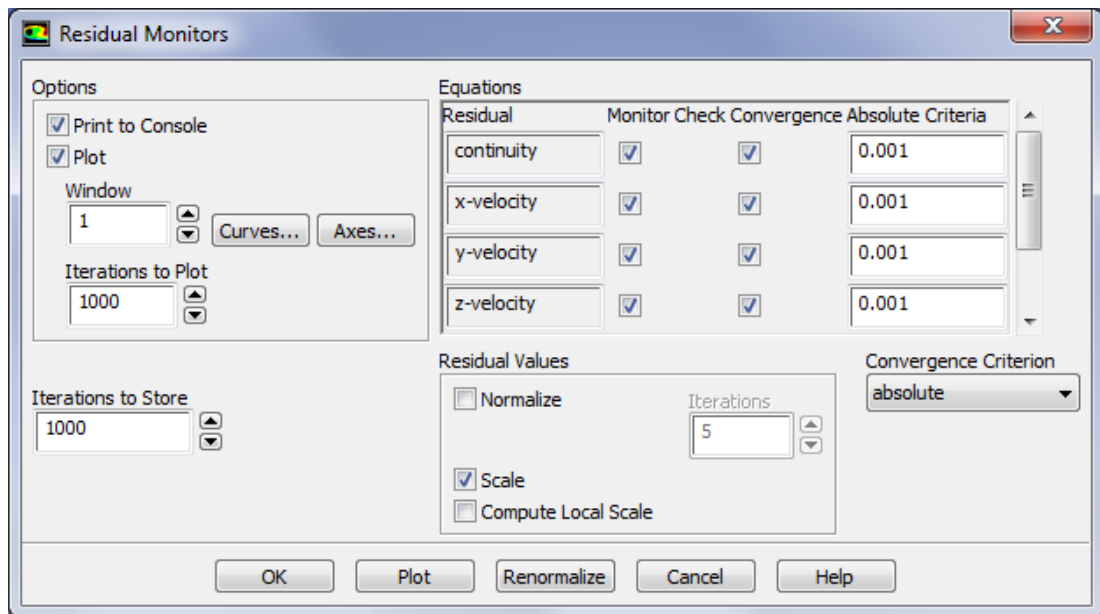 Residual Monitors
X
Options
Print to Console
Plot
Window
1
Curves...
Axes...
Iterations to Plot
1000
Iterations to Store
1000
Equations
Residual Monitor Check Convergence Absolute Criteria
continuity 0.001
x-velocity 0.001
y-velocity 0.001
z-velocity 0.001
Residual Values
Normalize
Iterations
5
Scale
Compute Local Scale
Convergence Criterion
absolute
OK Plot Renormalize Cancel Help